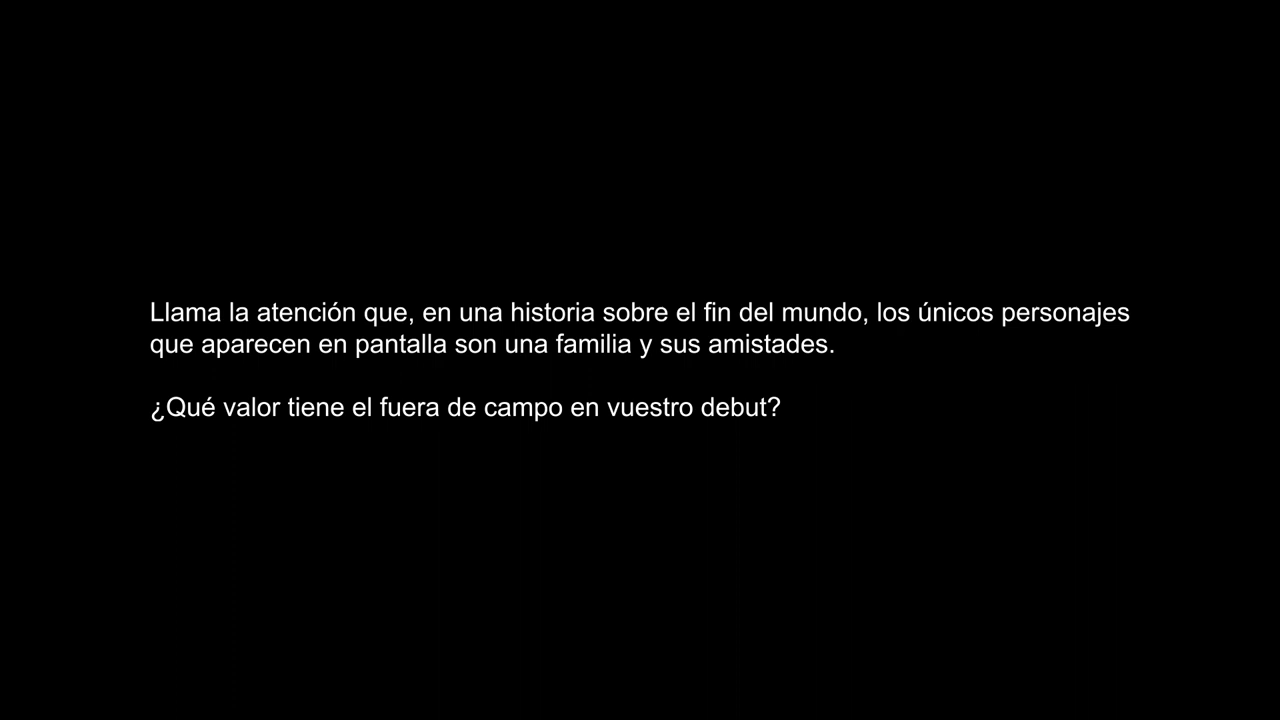 Llama la atención que, en una historia sobre el fin del mundo, los únicos personajes
que aparecen en pantalla son una familia y sus amistades.
¿Qué valor tiene el fuera de campo en vuestro debut?